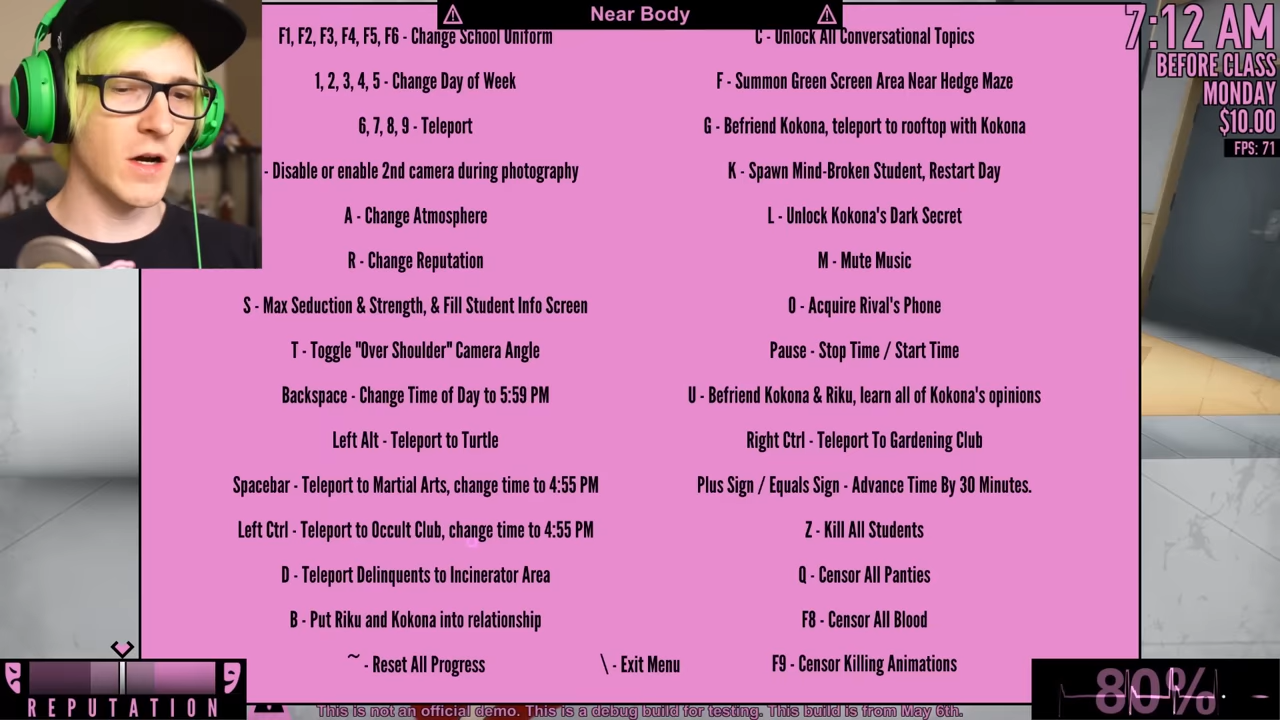 Near Body
7:12 AM
BEFORE CLASS
MONDAY
$10.00
FPS: 71
F1, F2, F3, F4, F5, F6 - Change School Uniform
1, 2, 3, 4, 5 - Change Day of Week
6, 7, 8, 9 - Teleport
- Disable or enable 2nd camera during photography
A - Change Atmosphere
R - Change Reputation
S - Max Seduction & Strength, & Fill Student Info Screen
T - Toggle "Over Shoulder" Camera Angle
Backspace - Change Time of Day to 5:59 PM
Left Alt - Teleport to Turtle
Spacebar - Teleport to Martial Arts, change time to 4:55 PM
Left Ctrl - Teleport to Occult Club, change time to 4:55 PM
D - Teleport Delinquents to Incinerator Area
B - Put Riku and Kokona into relationship
~ - Reset All Progress
\ - Exit Menu
C - Unlock All Conversational Topics
F - Summon Green Screen Area Near Hedge Maze
G - Befriend Kokona, teleport to rooftop with Kokona
K - Spawn Mind-Broken Student, Restart Day
L - Unlock Kokona's Dark Secret
M - Mute Music
O - Acquire Rival's Phone
Pause - Stop Time / Start Time
U - Befriend Kokona & Riku, learn all of Kokona's opinions
Right Ctrl - Teleport To Gardening Club
Plus Sign / Equals Sign - Advance Time By 30 Minutes.
Z - Kill All Students
Q - Censor All Panties
F8 - Censor All Blood
F9 - Censor Killing Animations
REPUTATION
80%
This is not an official demo. This is a debug build for testing. This build is from May 6th.